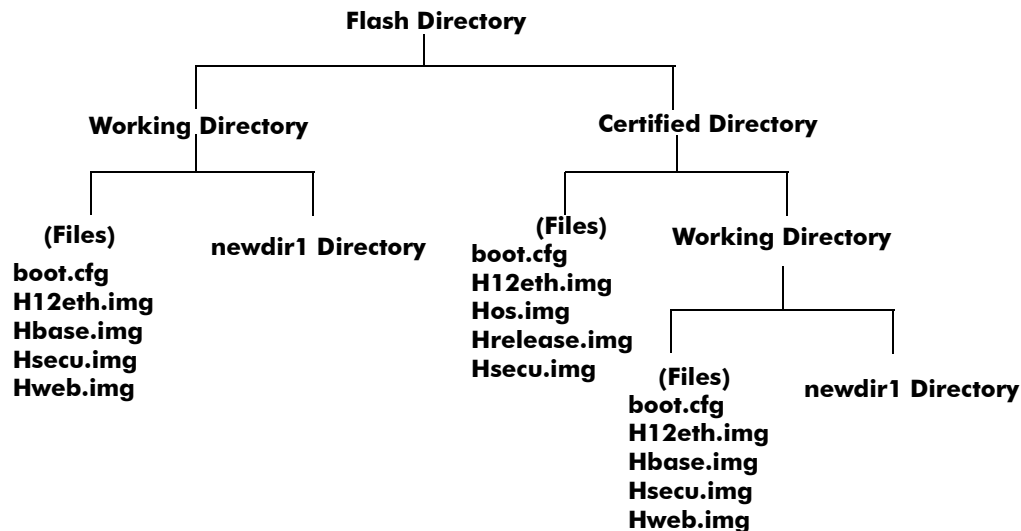 Flash Directory
Working Directory
Certified Directory
(Files)
boot.cfg
H12eth.img
Hbase.img
Hsecu.img
Hweb.img
newdir1 Directory
(Files)
boot.cfg
H12eth.img
Hos.img
Hrelease.img
Hsecu.img
Working Directory
(Files)
boot.cfg
H12eth.img
Hbase.img
Hsecu.img
Hweb.img
newdir1 Directory